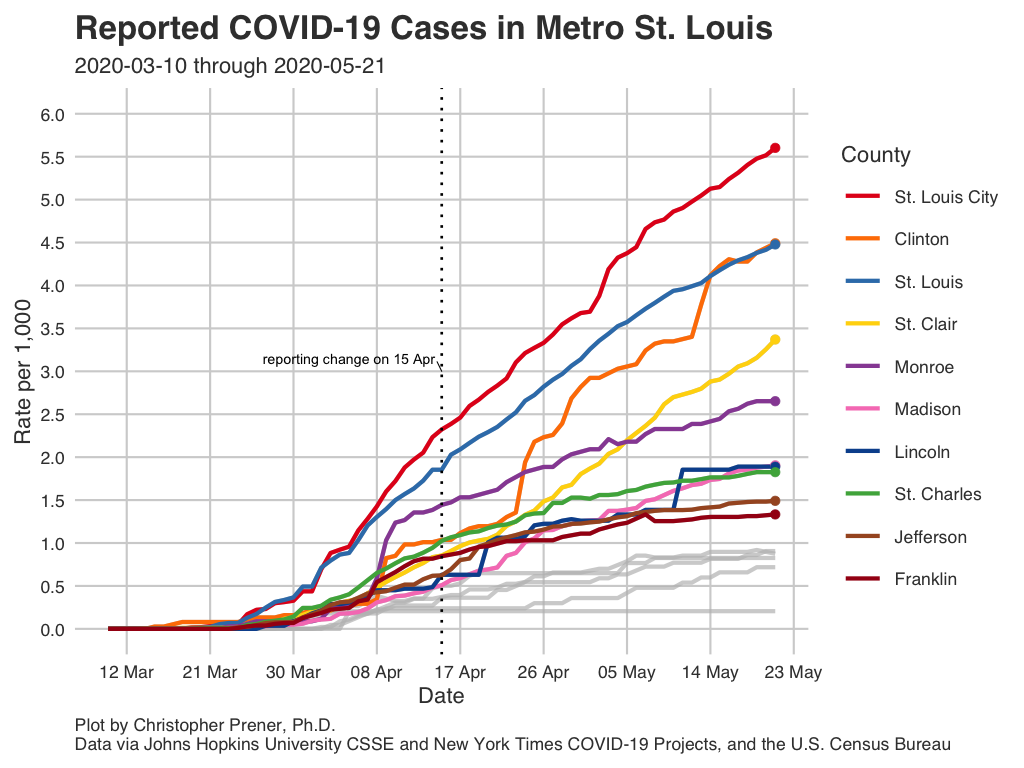 Reported COVID-19 Cases in Metro St. Louis
2020-03-10 through 2020-05-21
6.0
5.5
5.0
4.5
4.0
3.5
3.0
2.5
2.0
1.5
1.0
0.5
0.0
Rate per 1,000
reporting change on 15 Apr
12 Mar
21 Mar
30 Mar
08 Apr
17 Apr
26 Apr
05 May
14 May
23 May
Date
County
St. Louis City
Clinton
St. Louis
St. Clair
Monroe
Madison
Lincoln
St. Charles
Jefferson
Franklin
Plot by Christopher Prener, Ph.D.
Data via Johns Hopkins University CSSE and New York Times COVID-19 Projects, and the U.S. Census Bureau